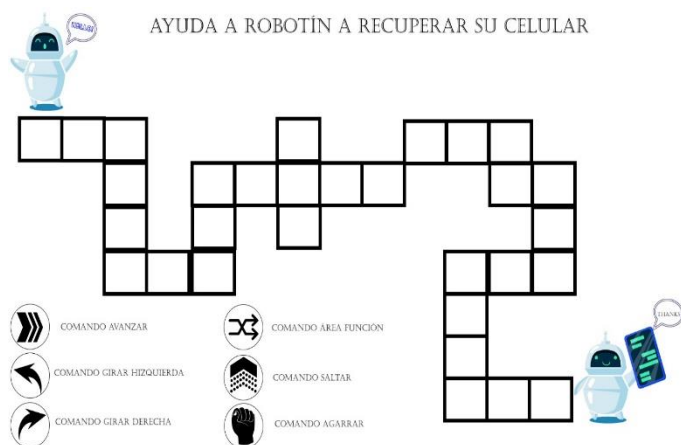 AYUDA A ROBOTÍN A RECUPERAR SU CELULAR
COMANDO AVANZAR
COMANDO ÁREA FUNCIÓN
COMANDO GIRAR HIZQUIERDA
COMANDO SALTAR
COMANDO GIRAR DERECHA
COMANDO AGARRAR